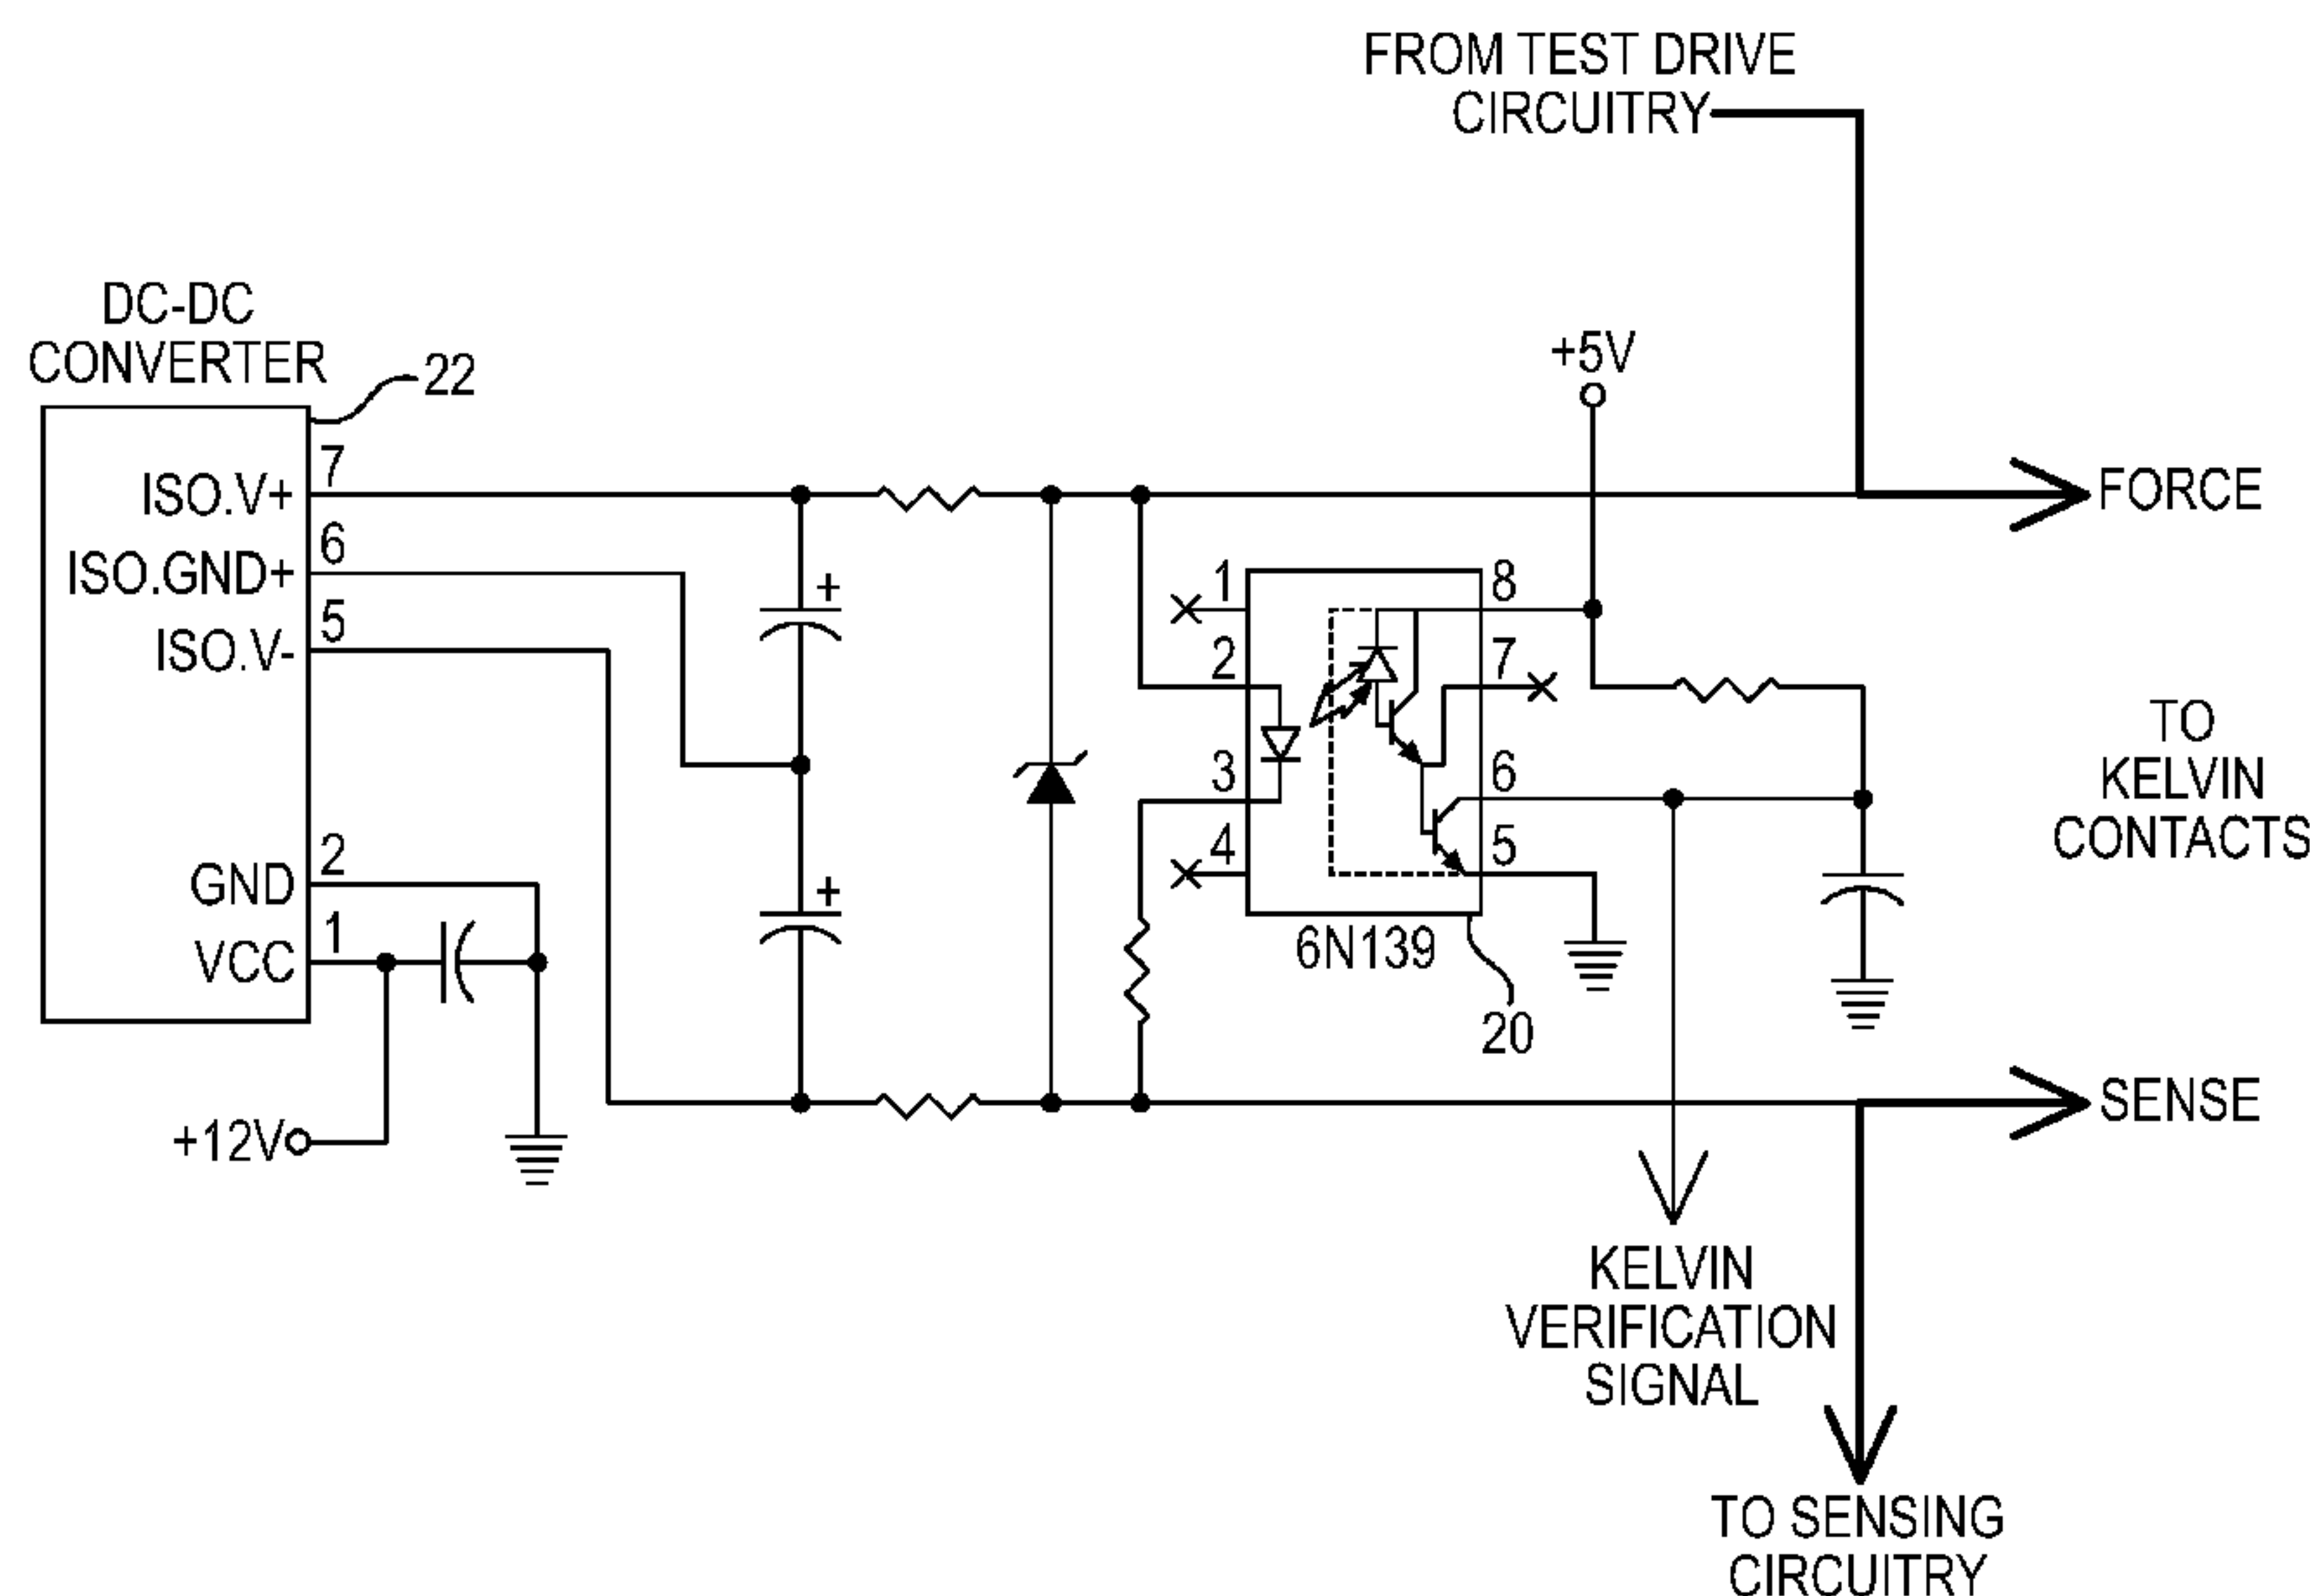 FROM TEST DRIVE
CIRCUITRY
DC-DC
CONVERTER
22
+5V
7
ISO.V+
FORCE
6
ISO.GND+
5
ISO.V-
1
8
2
7
3
6
4
5
TO
KELVIN
CONTACTS
2
GND
1
VCC
6N139
20
+
+
+12V
SENSE
KELVIN
VERIFICATION
SIGNAL
TO SENSING
CIRCUITRY